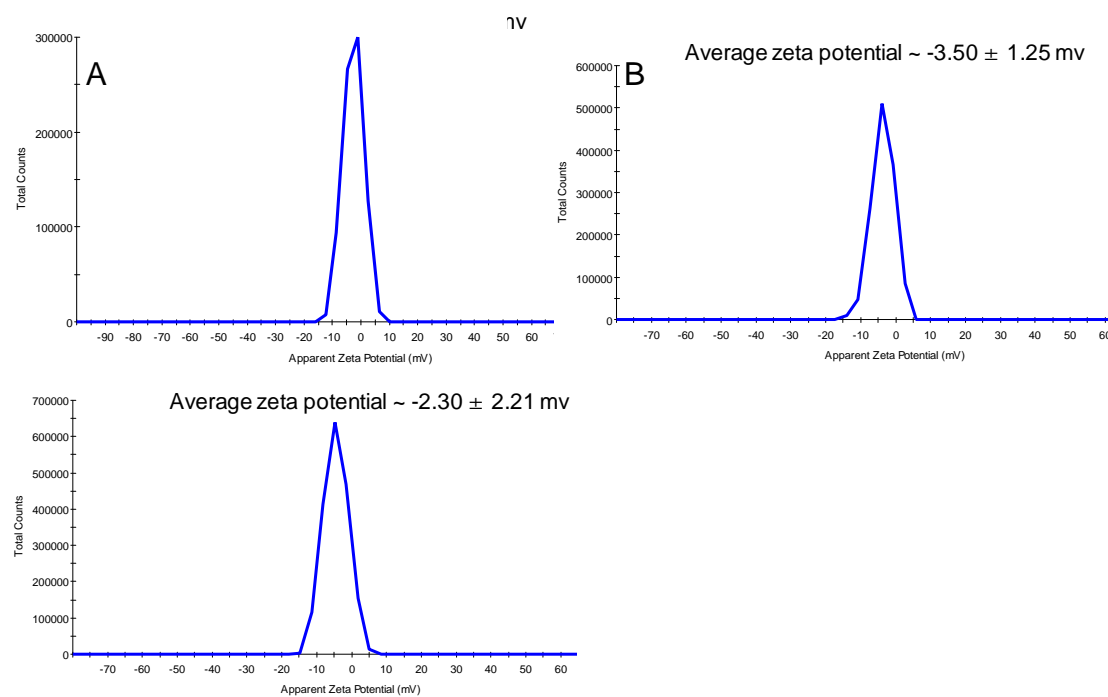 mv
A
300000
200000
100000
0
Total Counts
-90 -80 -70 -60 -50 -40 -30 -20 -10 0 10 20 30 40 50 60
Apparent Zeta Potential (mV)
Average zeta potential ~ -3.50 ± 1.25 mv
B
600000
500000
400000
300000
200000
100000
0
Total Counts
-70 -60 -50 -40 -30 -20 -10 0 10 20 30 40 50 60
Apparent Zeta Potential (mV)
Average zeta potential ~ -2.30 ± 2.21 mv
700000
600000
500000
400000
300000
200000
100000
0
Total Counts
-70 -60 -50 -40 -30 -20 -10 0 10 20 30 40 50 60
Apparent Zeta Potential (mV)